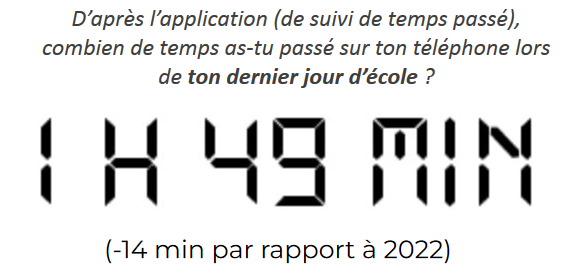 D’après l’application (de suivi de temps passé),
combien de temps as-tu passé sur ton téléphone lors
de ton dernier jour d’école ?
1 H 49 MIN
(-14 min par rapport à 2022)